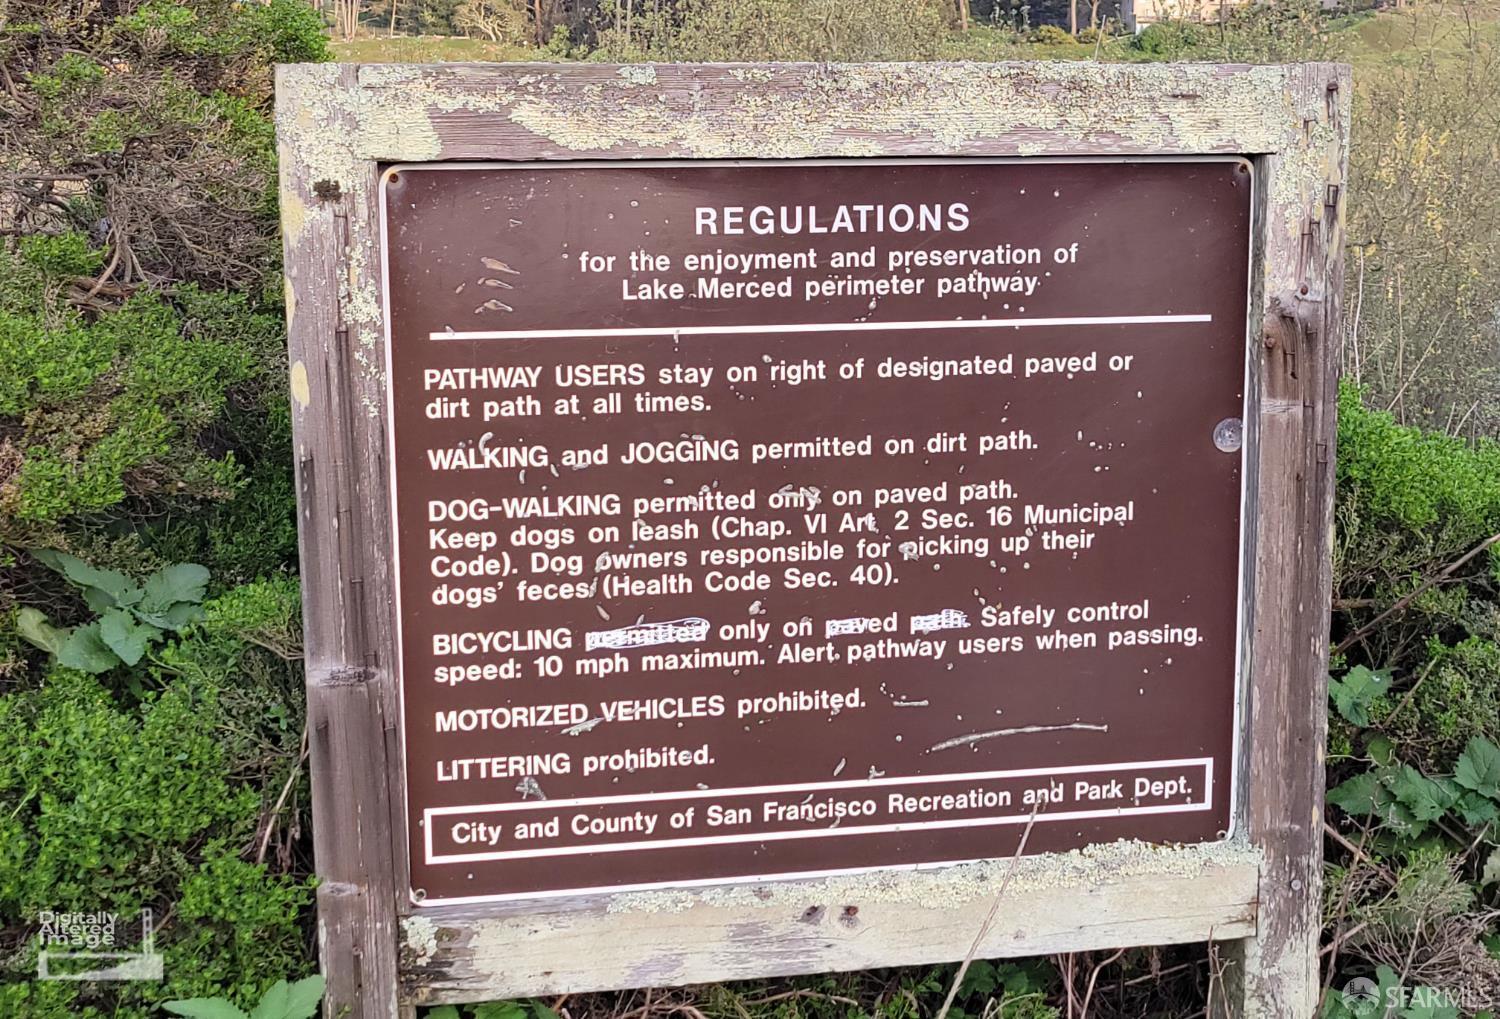 REGULATIONS
for the enjoyment and preservation of
Lake Merced perimeter pathway
PATHWAY USERS stay on right of designated paved or
dirt path at all times.
WALKING and JOGGING permitted on dirt path.
DOG-WALKING permitted only on paved path.
Keep dogs on leash (Chap. VI Art. 2 Sec. 16 Municipal
Code). Dog owners responsible for picking up their
dogs' feces (Health Code Sec. 40).
BICYCLING permitted only on paved path. Safely control
speed: 10 mph maximum. Alert pathway users when passing.
MOTORIZED VEHICLES prohibited.
LITTERING prohibited.
City and County of San Francisco Recreation and Park Dept.
Digitally
Altered
Image
SFARMLS